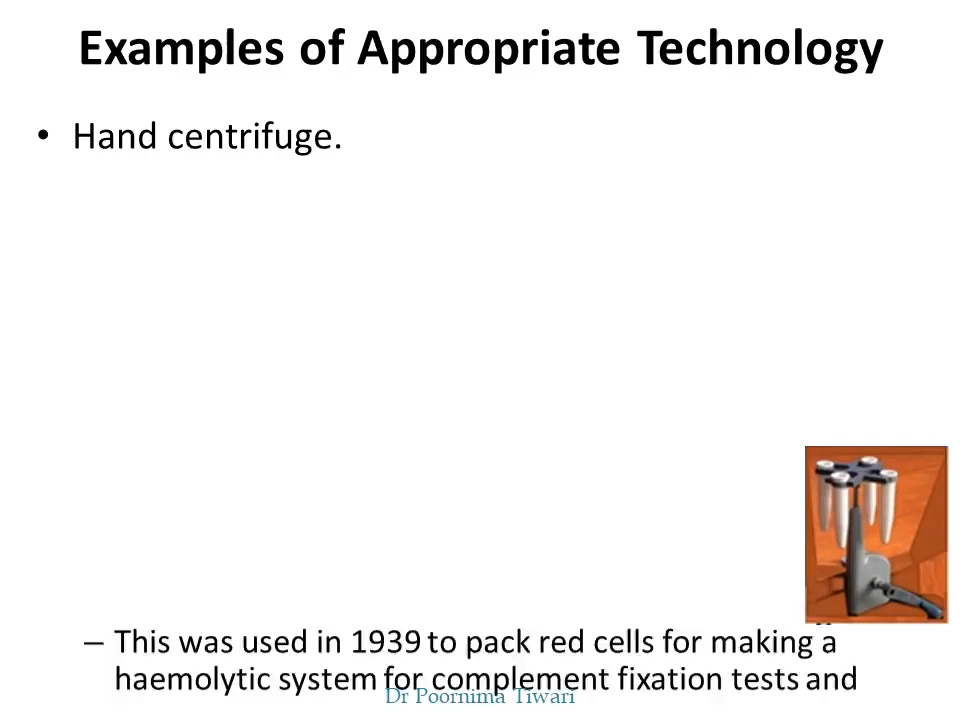 Examples of Appropriate Technology
• Hand centrifuge.
– This was used in 1939 to pack red cells for making a
haemolytic system for complement fixation tests and
Dr Poornima Tiwari